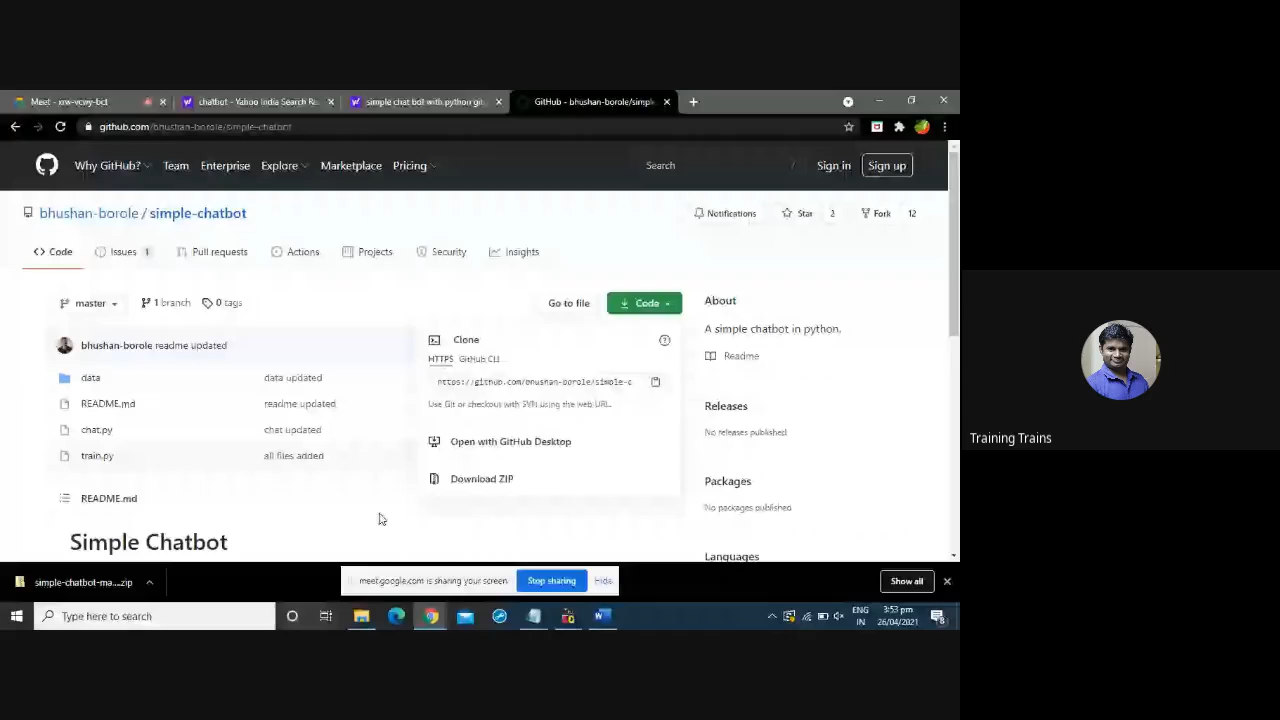 Meet - xrw-vcwy-bct
chatbot - Yahoo India Search Re
simple chat bot with python git
GitHub - bhushan-borole/simple
github.com/bhushan-borole/simple-chatbot
Why GitHub?
Team
Enterprise
Explore
Marketplace
Pricing
Search
/
Sign in
Sign up
bhushan-borole / simple-chatbot
Notifications
Star 2
Fork 12
<> Code
Issues 1
Pull requests
Actions
Projects
Security
Insights
master
1 branch
0 tags
Go to file
Code
About
A simple chatbot in python.
Readme
bhushan-borole readme updated
Clone
HTTPS GitHub CLI
https://github.com/bhushan-borole/simple-c
Use Git or checkout with SVN using the web URL.
data
data updated
README.md
readme updated
chat.py
chat updated
train.py
all files added
Open with GitHub Desktop
Download ZIP
Releases
No releases published
Packages
No packages published
Languages
README.md
Simple Chatbot
Training Trains
simple-chatbot-ma....zip
meet.google.com is sharing your screen.
Stop sharing
Hide
Show all
Type here to search
ENG
IN
3:53 pm
26/04/2021
8